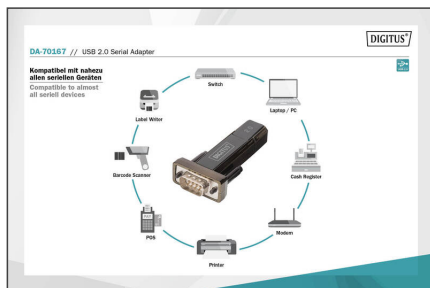 DIGITUS®
DA-70167 // USB 2.0 Serial Adapter
Kompatibel mit nahezu
allen seriellen Geräten
Compatible to almost
all seriell devices
Switch
Laptop / PC
Label Writer
Barcode Scanner
Cash Register
POS
Modem
Printer